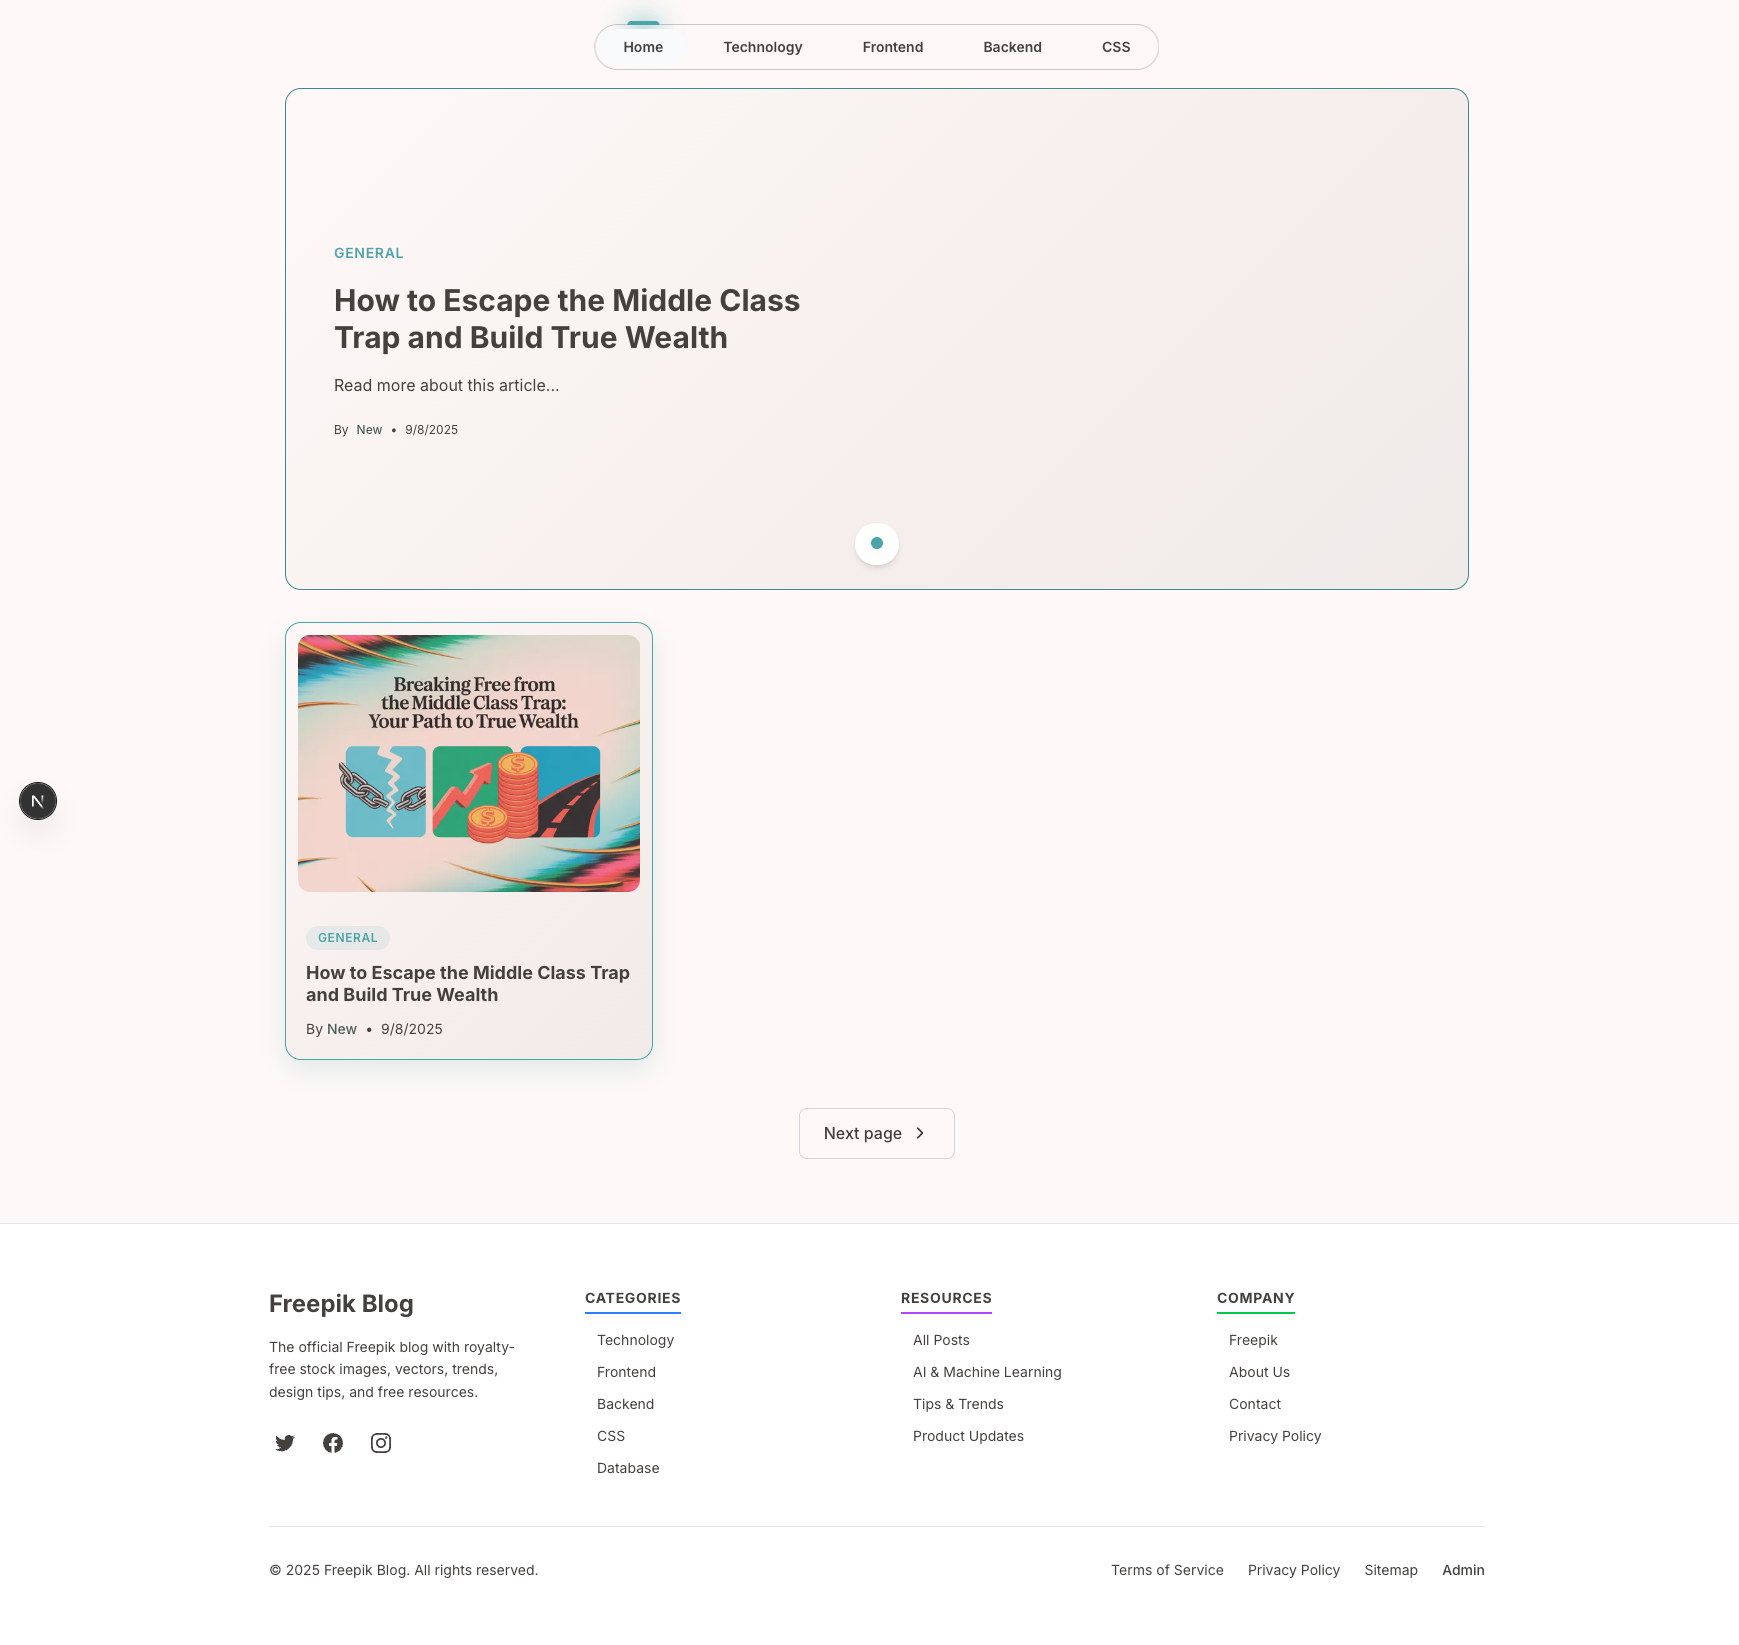 Home Technology Frontend Backend CSS
GENERAL
How to Escape the Middle Class
Trap and Build True Wealth
Read more about this article...
By New • 9/8/2025
N
Breaking Free from
the Middle Class Trap:
Your Path to True Wealth
$
$
GENERAL
How to Escape the Middle Class Trap
and Build True Wealth
By New • 9/8/2025
Next page
Freepik Blog
The official Freepik blog with royalty-
free stock images, vectors, trends,
design tips, and free resources.
CATEGORIES
Technology
Frontend
Backend
CSS
Database
RESOURCES
All Posts
AI & Machine Learning
Tips & Trends
Product Updates
COMPANY
Freepik
About Us
Contact
Privacy Policy
© 2025 Freepik Blog. All rights reserved.
Terms of Service Privacy Policy Sitemap Admin